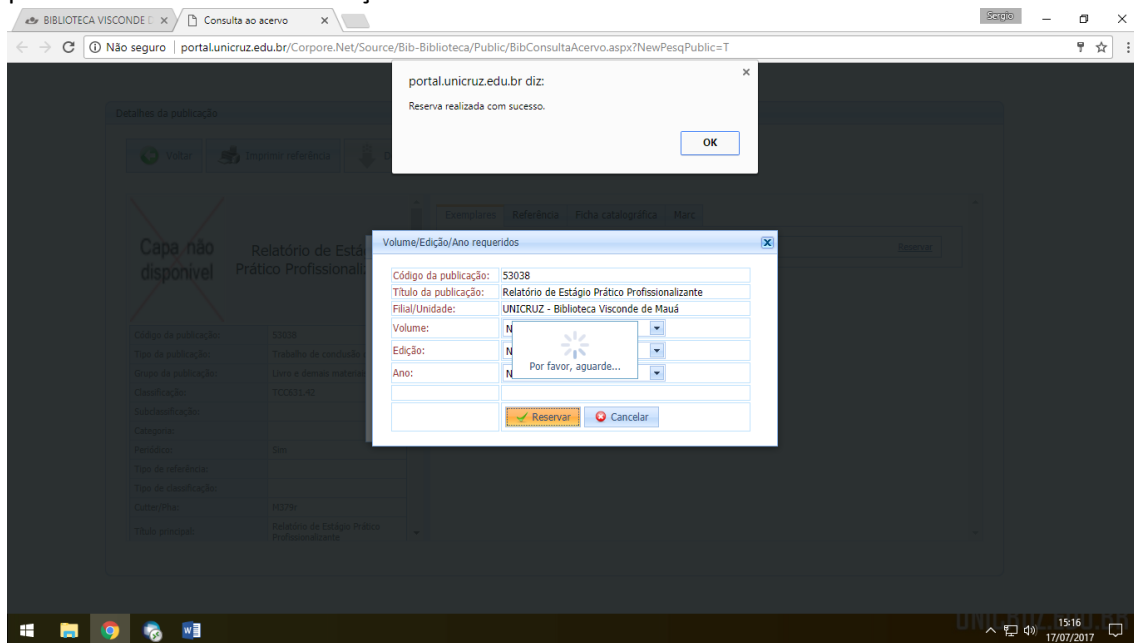 BIBLIOTECA VISCONDE D
Consulta ao acervo
Sergio
Não seguro | portal.unicruz.edu.br/Corpore.Net/Source/Bib-Biblioteca/Public/BibConsultaAcervo.aspx?NewPesqPublic=T
portal.unicruz.edu.br diz:
Reserva realizada com sucesso.
OK
Detalhes da publicação
Voltar
Imprimir referência
D
Exemplares Referência Ficha catalográfica Marc
Reservar
Capa não
disponível
Relatório de Está
Prático Profissionali
Volume/Edição/Ano requeridos
Código da publicação: 53038
Título da publicação: Relatório de Estágio Prático Profissionalizante
Filial/Unidade: UNICRUZ - Biblioteca Visconde de Mauá
Volume: N
Edição: N
Ano: N
Por favor, aguarde...
Reservar
Cancelar
Código da publicação: 53038
Tipo de publicação: Trabalho de conclusão
Grupo da publicação: Livro e demais materiai
Classificação:
Subclassificação:
Categoria:
Periódico: Sim
Tipo de referência:
Tipo de classificação:
Cutter/Pha:
Título principal: Relatório de Estágio Prático
Profissionalizante
UNICRUZ.EDU.BR
15:16
17/07/2017